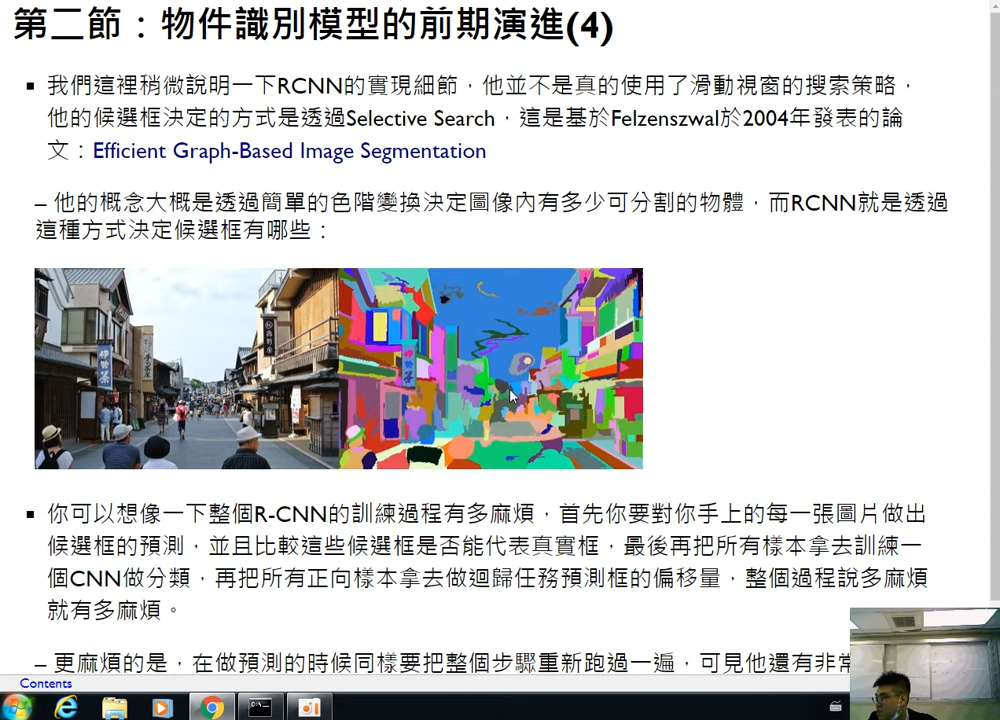 第二節：物件識別模型的前期演進(4)
▪ 我們這裡稍微說明一下RCNN的實現細節，他並不是真的使用了滑動視窗的搜索策略，
他的候選框決定的方式是透過Selective Search，這是基於Felzenszwal於2004年發表的論
文：Efficient Graph-Based Image Segmentation
– 他的概念大概是透過簡單的色階變換決定圖像內有多少可分割的物體，而RCNN就是透過
這種方式決定候選框有哪些：
▪ 你可以想像一下整個R-CNN的訓練過程有多麻煩，首先你要對你手上的每一張圖片做出
候選框的預測，並且比較這些候選框是否能代表真實框，最後再把所有樣本拿去訓練一
個CNN做分類，再把所有正向樣本拿去做迴歸任務預測框的偏移量，整個過程說多麻煩
就有多麻煩。
– 更麻煩的是，在做預測的時候同樣要把整個步驟重新跑過一遍，可見他還有非常
Contents